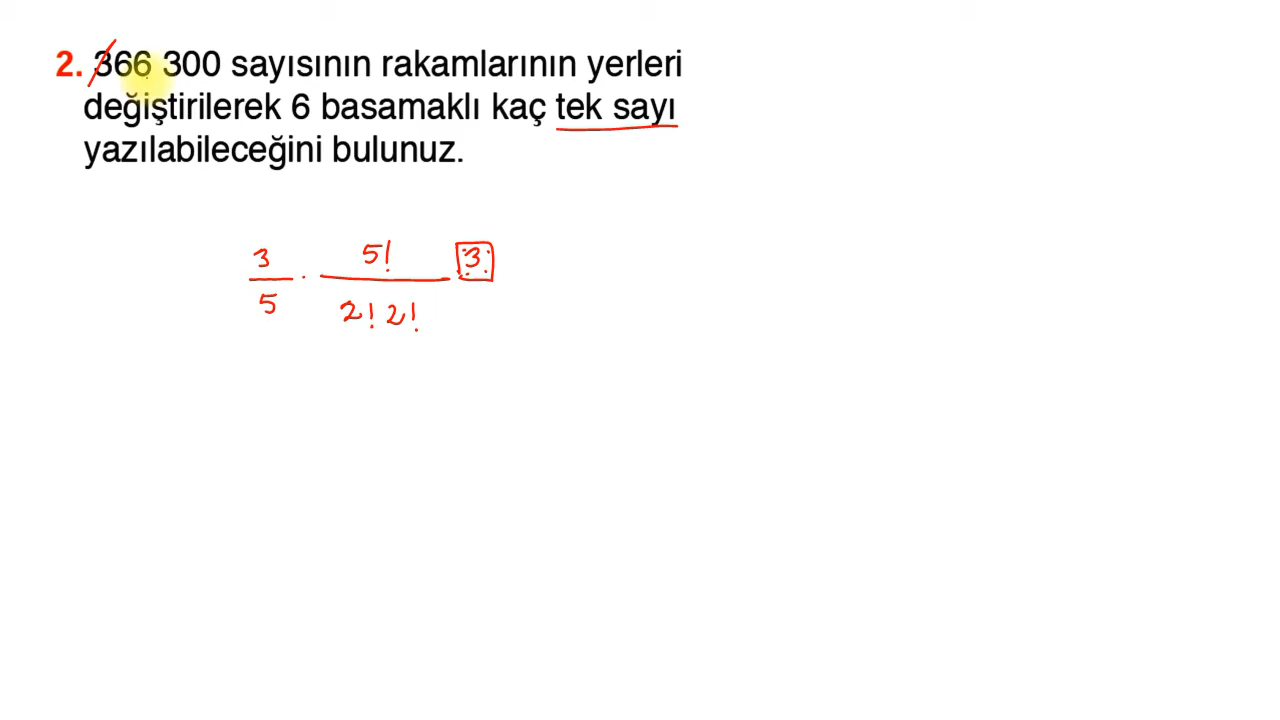 2. 366 300 sayısının rakamlarının yerleri
değiştirilerek 6 basamaklı kaç tek sayı
yazılabileceğini bulunuz.
3 5! 3
5 · 2! 2!